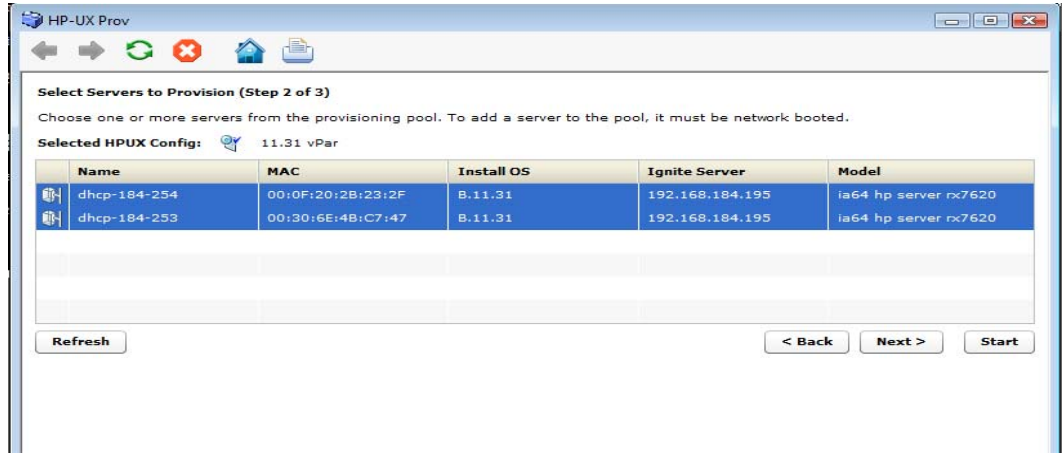 HP-UX Prov
Select Servers to Provision (Step 2 of 3)
Choose one or more servers from the provisioning pool. To add a server to the pool, it must be network booted.
Selected HPUX Config: 11.31 vPar
Name MAC Install OS Ignite Server Model
dhcp-184-254 00:0F:20:2B:23:2F B.11.31 192.168.184.195 ia64 hp server rx7620
dhcp-184-253 00:30:6E:4B:C7:47 B.11.31 192.168.184.195 ia64 hp server rx7620
Refresh < Back Next > Start